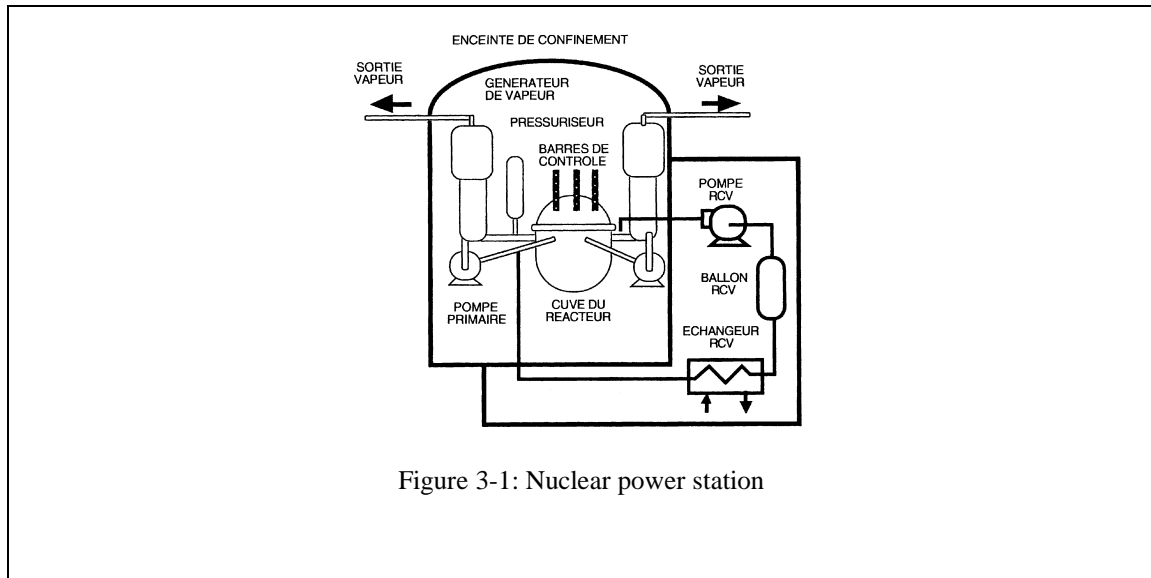 ENCEINTE DE CONFINEMENT
SORTIE
VAPEUR
GENERATEUR
DE VAPEUR
SORTIE
VAPEUR
PRESSURISEUR
BARRES DE
CONTROLE
POMPE
RCV
BALLON
RCV
POMPE
PRIMAIRE
CUVE DU
REACTEUR
ECHANGEUR
RCV
Figure 3-1: Nuclear power station